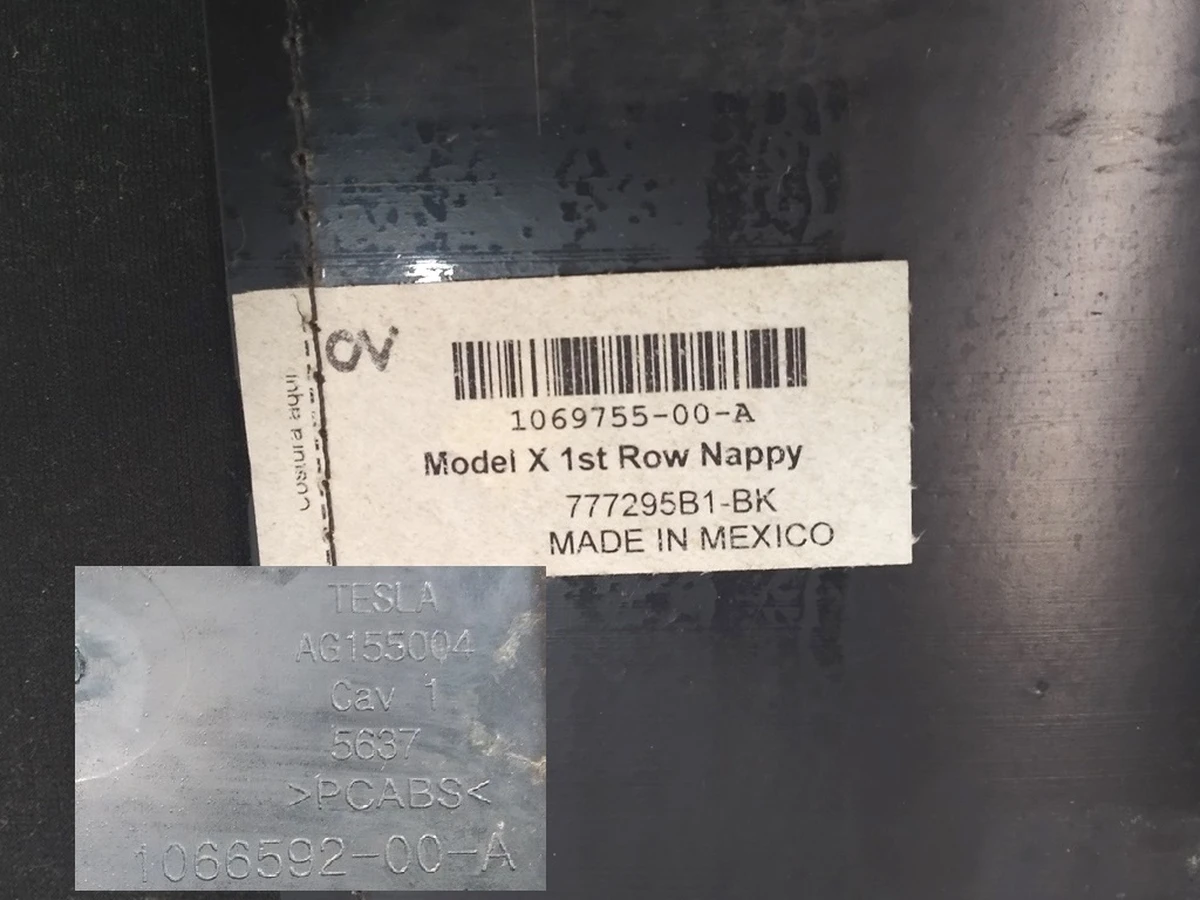 OV
costura aqui
1069755-00-A
Model X 1st Row Nappy
777295B1-BK
MADE IN MEXICO
TESLA
AG155004
Cav 1
5637
>PCABS<
1066592-00-A